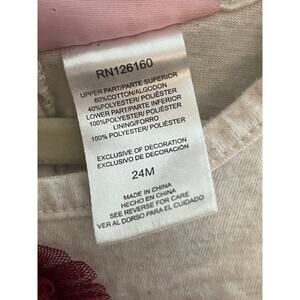 RN126160
UPPER PART/PARTE SUPERIOR
60%COTTON/ALGODON
40%POLYESTER/ POLIÉSTER
LOWER PART/PARTE INFERIOR
100%POLYESTER/ POLIÉSTER
LINING/FORRO
100% POLYESTER/ POLIÉSTER
EXCLUSIVE OF DECORATION
EXCLUSIVO DE DECORACIÓN
24M
MADE IN CHINA
HECHO EN CHINA
SEE REVERSE FOR CARE
VER AL DORSO PARA EL CUIDADO